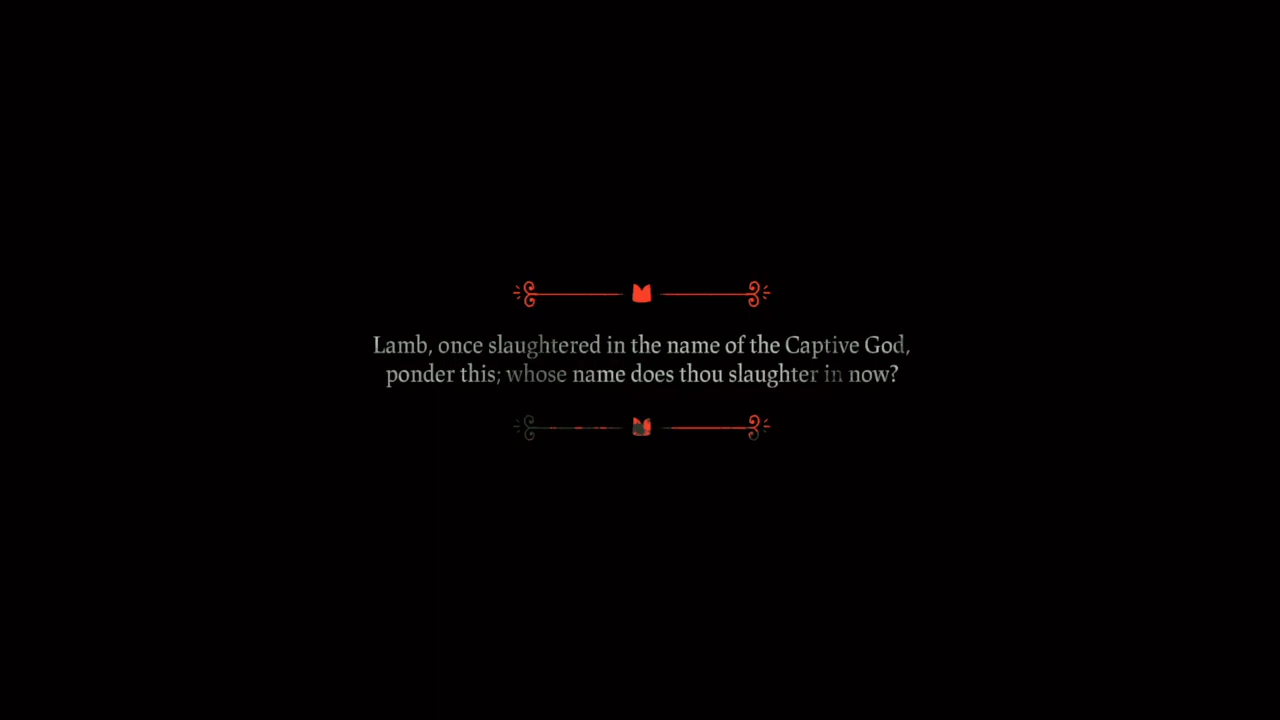 Lamb, once slaughtered in the name of the Captive God,
ponder this; whose name does thou slaughter in now?